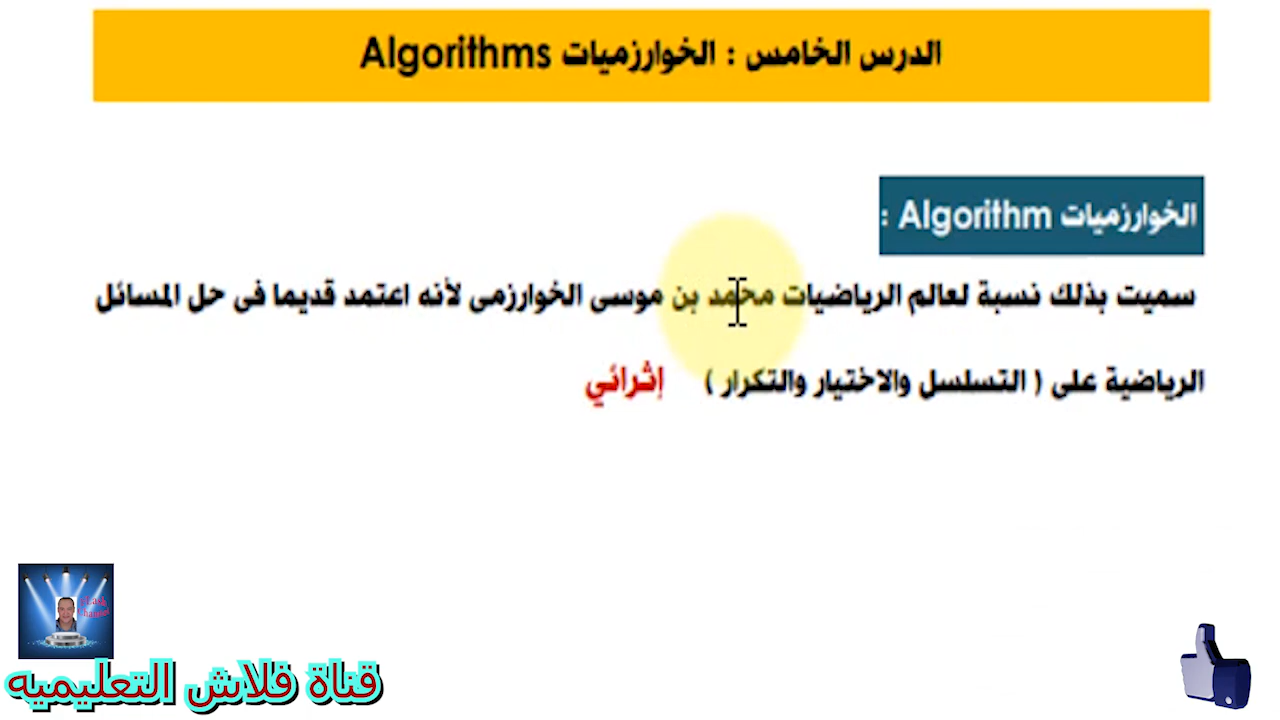 الدرس الخامس : الخوارزميات Algorithms
الخوارزميات Algorithm :
سميت بذلك نسبة لعالم الرياضيات محمد بن موسى الخوارزمى لأنه اعتمد قديما فى حل المسائل
الرياضية على ( التسلسل والاختيار والتكرار ) إثرائي
قناة فلاش التعليميه